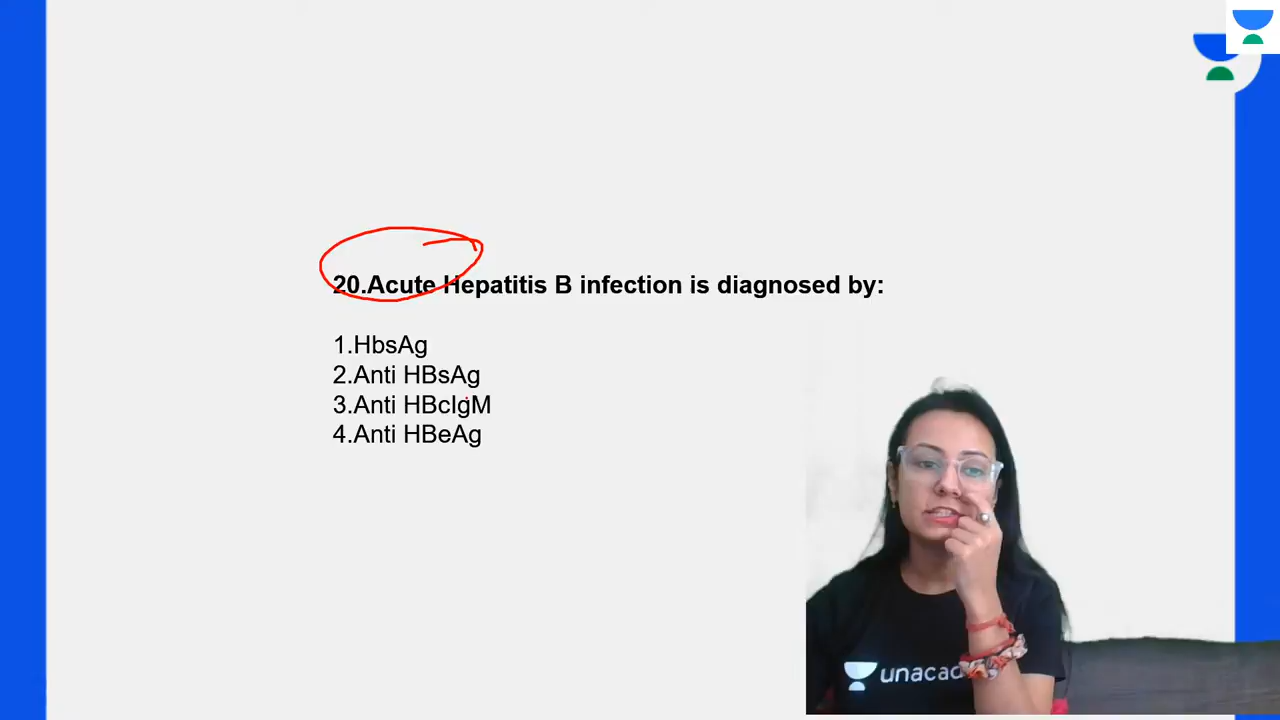 20.Acute Hepatitis B infection is diagnosed by:
1.HbsAg
2.Anti HBsAg
3.Anti HBcIgM
4.Anti HBeAg
unacad